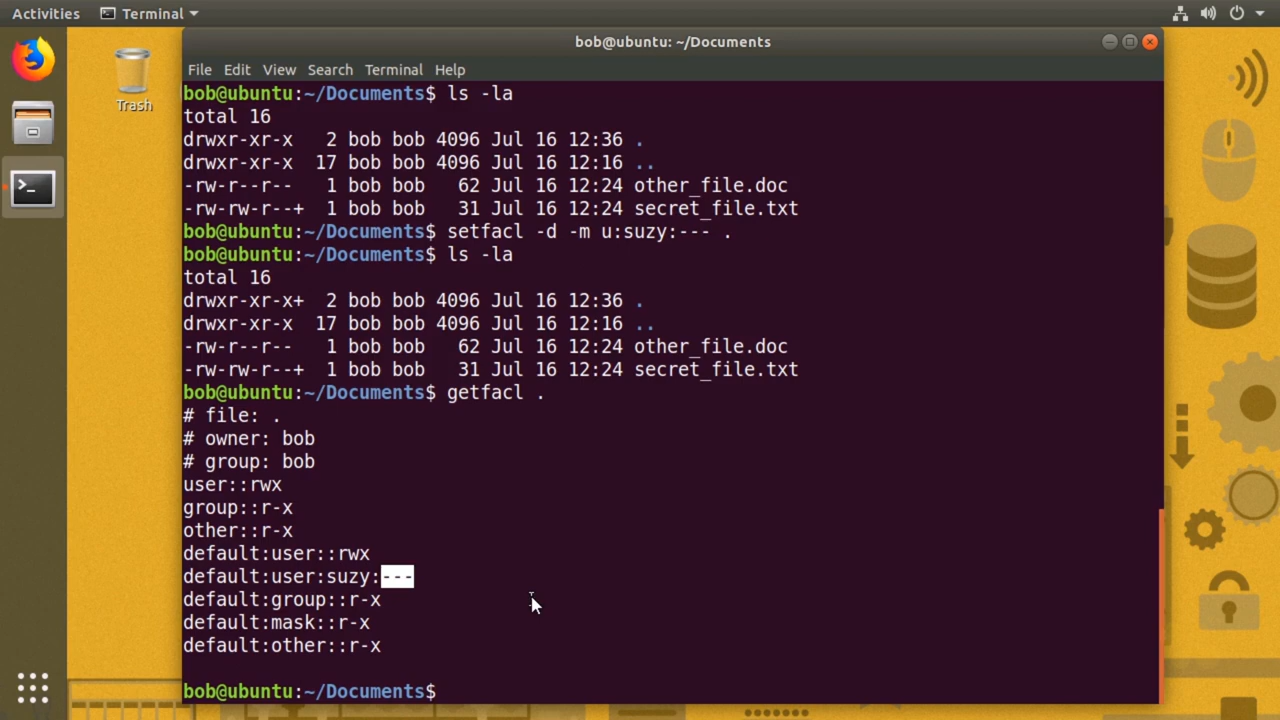 Activities Terminal
Trash
bob@ubuntu: ~/Documents
File Edit View Search Terminal Help
bob@ubuntu:~/Documents$ ls -la
total 16
drwxr-xr-x   2 bob bob 4096 Jul 16 12:36 .
drwxr-xr-x  17 bob bob 4096 Jul 16 12:16 ..
-rw-r--r--   1 bob bob   62 Jul 16 12:24 other_file.doc
-rw-rw-r--+  1 bob bob   31 Jul 16 12:24 secret_file.txt
bob@ubuntu:~/Documents$ setfacl -d -m u:suzy:--- .
bob@ubuntu:~/Documents$ ls -la
total 16
drwxr-xr-x+  2 bob bob 4096 Jul 16 12:36 .
drwxr-xr-x  17 bob bob 4096 Jul 16 12:16 ..
-rw-r--r--   1 bob bob   62 Jul 16 12:24 other_file.doc
-rw-rw-r--+  1 bob bob   31 Jul 16 12:24 secret_file.txt
bob@ubuntu:~/Documents$ getfacl .
# file: .
# owner: bob
# group: bob
user::rwx
group::r-x
other::r-x
default:user::rwx
default:user:suzy:---
default:group::r-x
default:mask::r-x
default:other::r-x
bob@ubuntu:~/Documents$